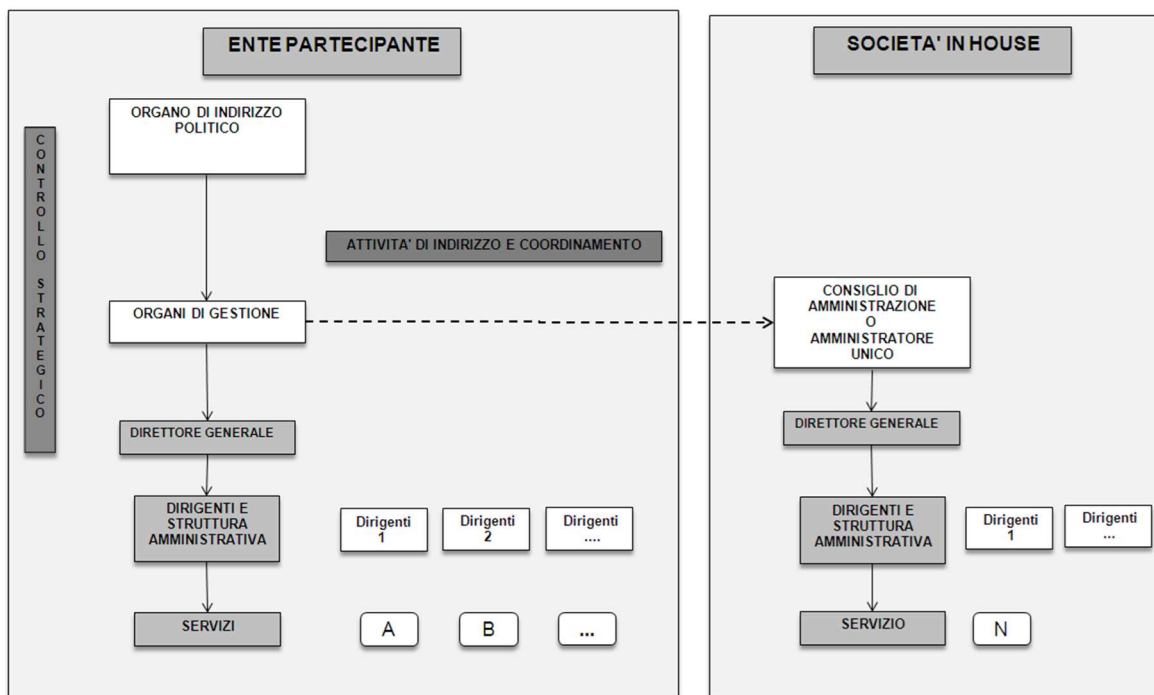 ENTE PARTECIPANTE
SOCIETA' IN HOUSE
ORGANO DI INDIRIZZO
POLITICO
CONTROLLO STRATEGICO
ATTIVITA' DI INDIRIZZO E COORDINAMENTO
ORGANI DI GESTIONE
CONSIGLIO DI
AMMINISTRAZIONE
O
AMMINISTRATORE
UNICO
DIRETTORE GENERALE
DIRETTORE GENERALE
DIRIGENTI E
STRUTTURA
AMMINISTRATIVA
Dirigenti
1
Dirigenti
2
Dirigenti
....
DIRIGENTI E
STRUTTURA
AMMINISTRATIVA
Dirigenti
1
Dirigenti
...
SERVIZI
A
B
...
SERVIZIO
N